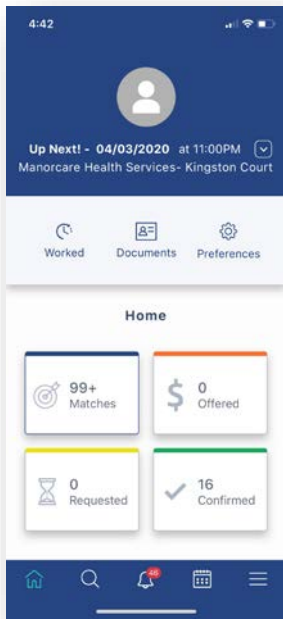 4:42
Up Next! - 04/03/2020 at 11:00PM
Manorcare Health Services- Kingston Court
Worked Documents Preferences
Home
99+
Matches
0
Offered
0
Requested
16
Confirmed
46